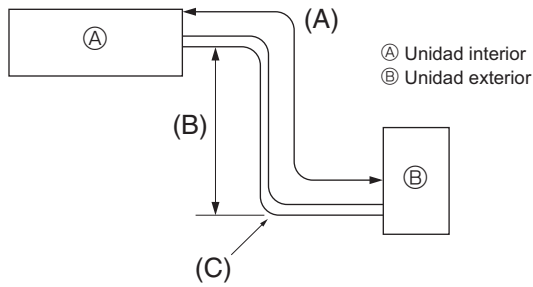 (A)
Ⓐ
Ⓐ Unidad interior
Ⓑ Unidad exterior
(B)
Ⓑ
(C)